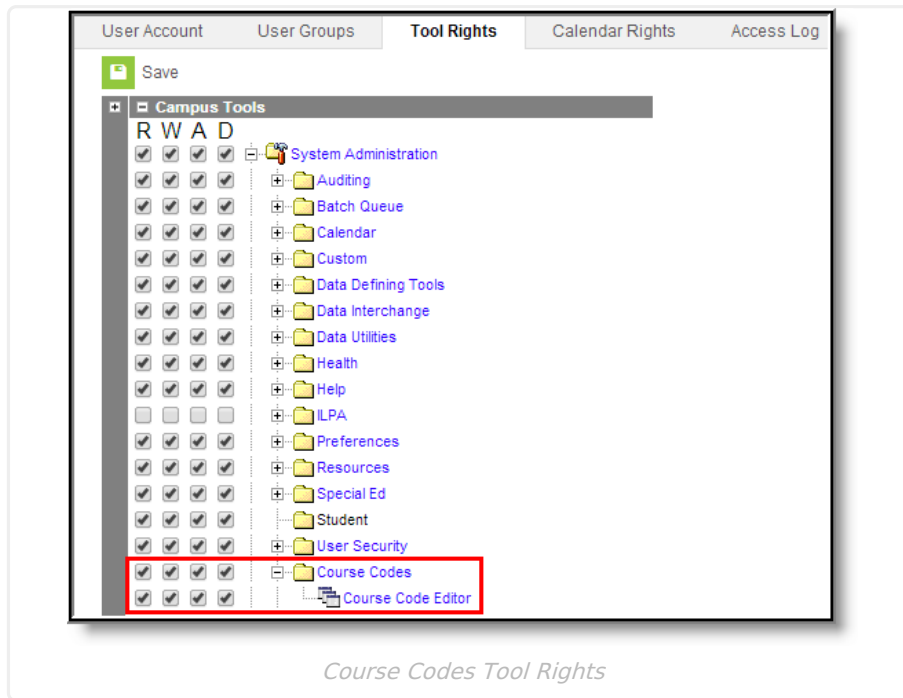 User Account User Groups Tool Rights Calendar Rights Access Log
Save
Campus Tools
R W A D
System Administration
Auditing
Batch Queue
Calendar
Custom
Data Defining Tools
Data Interchange
Data Utilities
Health
Help
ILPA
Preferences
Resources
Special Ed
Student
User Security
Course Codes
Course Code Editor
Course Codes Tool Rights